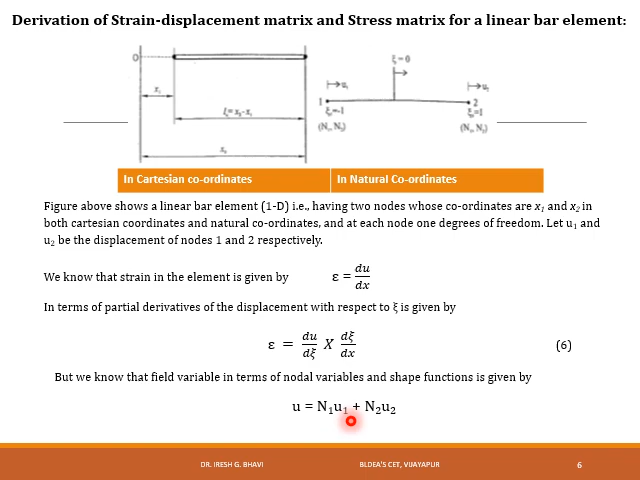 Derivation of Strain-displacement matrix and Stress matrix for a linear bar element:
0
ξ=0
x₁
1
2
ξ=-1
ξ=1
(N₁, N₂)
(N₁, N₂)
x₂
In Cartesian co-ordinates
In Natural Co-ordinates
Figure above shows a linear bar element (1-D) i.e., having two nodes whose co-ordinates are x₁ and x₂ in
both cartesian coordinates and natural co-ordinates, and at each node one degrees of freedom. Let u₁ and
u₂ be the displacement of nodes 1 and 2 respectively.
We know that strain in the element is given by ε = du/dx
In terms of partial derivatives of the displacement with respect to ξ is given by
ε = du/dξ X dξ/dx (6)
But we know that field variable in terms of nodal variables and shape functions is given by
u = N₁u₁ + N₂u₂
DR. IRESH G. BHAVI
BLDEA'S CET, VIJAYAPUR
6